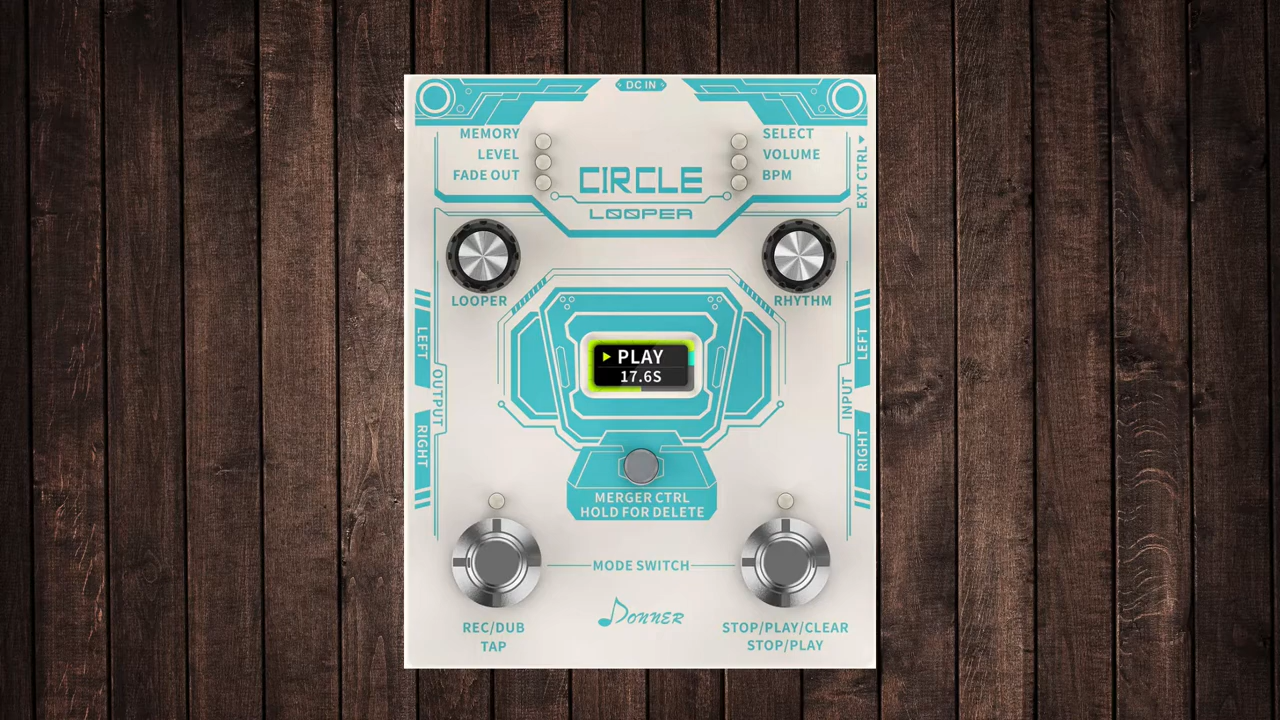 DC IN
MEMORY
LEVEL
FADE OUT
SELECT
VOLUME
BPM
EXT CTRL
CIRCLE
LOOPER
LOOPER
RHYTHM
LEFT
OUTPUT
RIGHT
PLAY
17.6S
LEFT
INPUT
RIGHT
MERGER CTRL
HOLD FOR DELETE
MODE SWITCH
Donner
REC/DUB
TAP
STOP/PLAY/CLEAR
STOP/PLAY